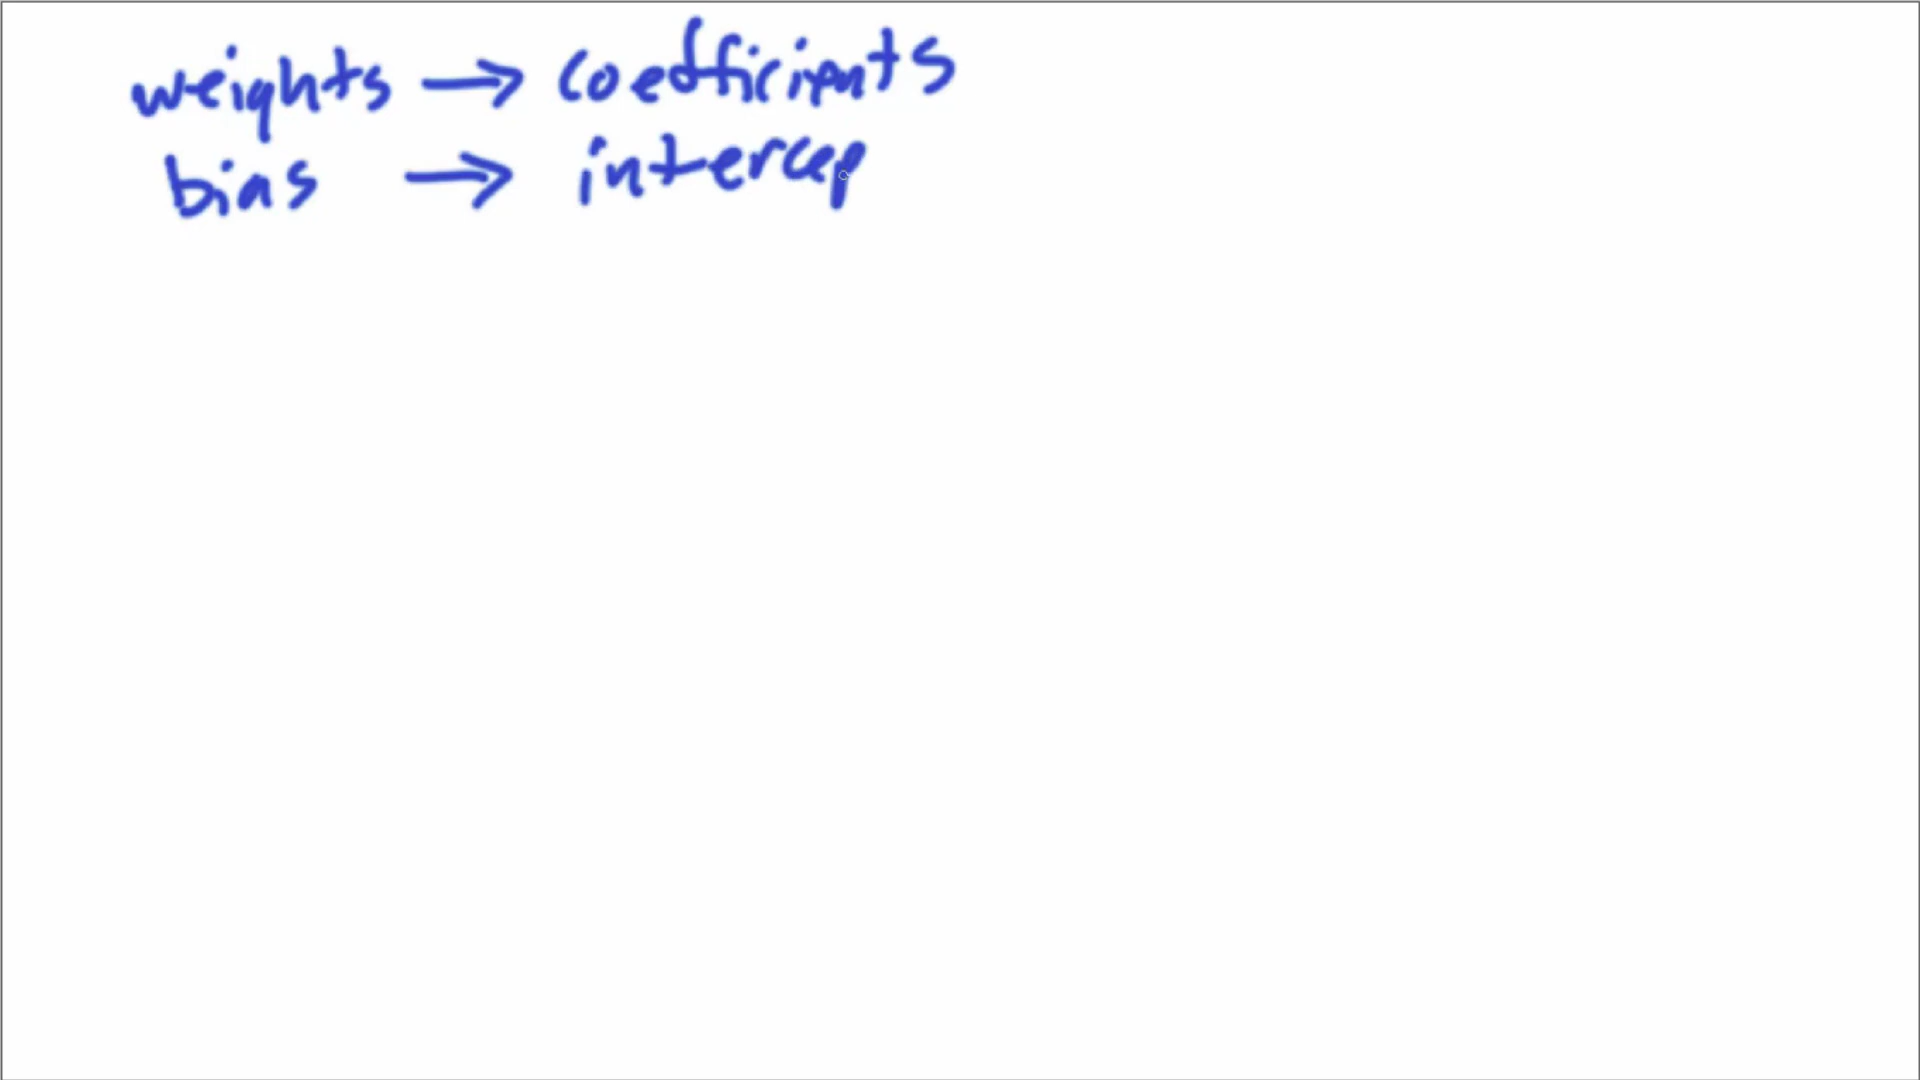 weights → coefficients
bias → intercep